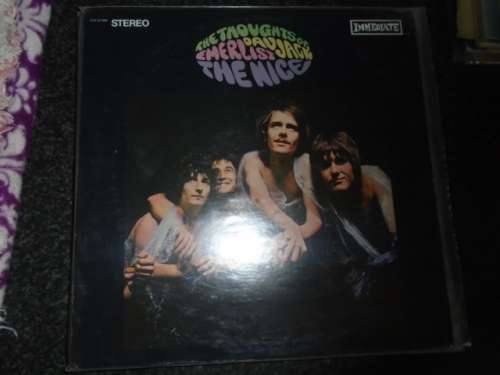 STEREO
IMMEDIATE
THE THOUGHTS OF
EMERLIST DAVJACK
THE NICE